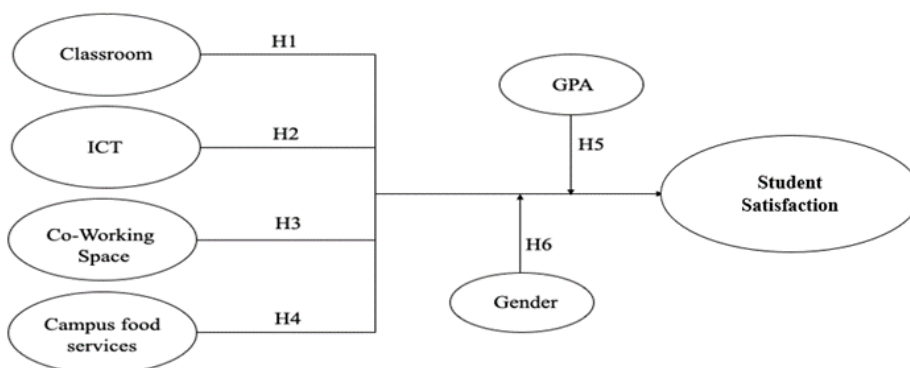 Classroom
H1
ICT
H2
Co-Working
Space
H3
Campus food
services
H4
GPA
H5
Gender
H6
Student
Satisfaction